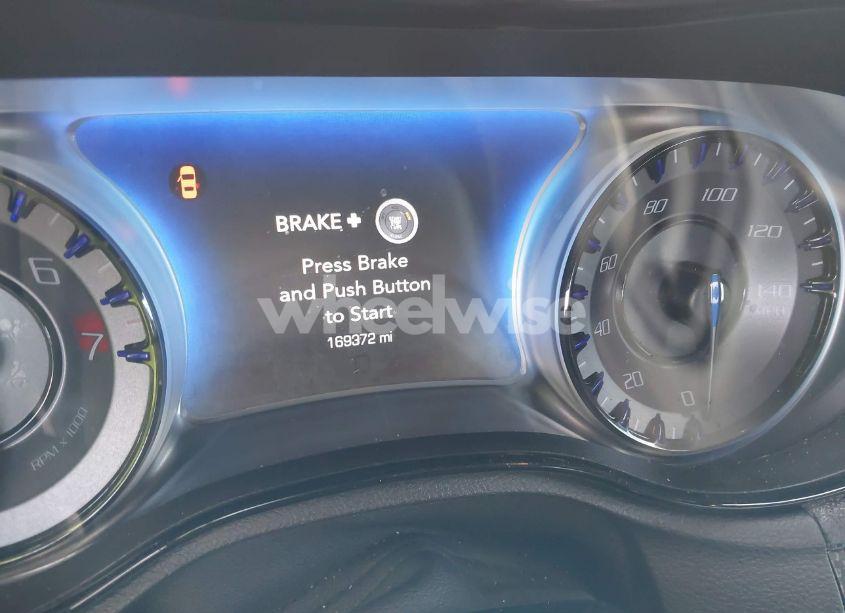 BRAKE +
Press Brake
and Push Button
to Start
169372 mi
wheelwise
6
7
RPM x 1000
0
20
40
60
80
100
120
140
MPH